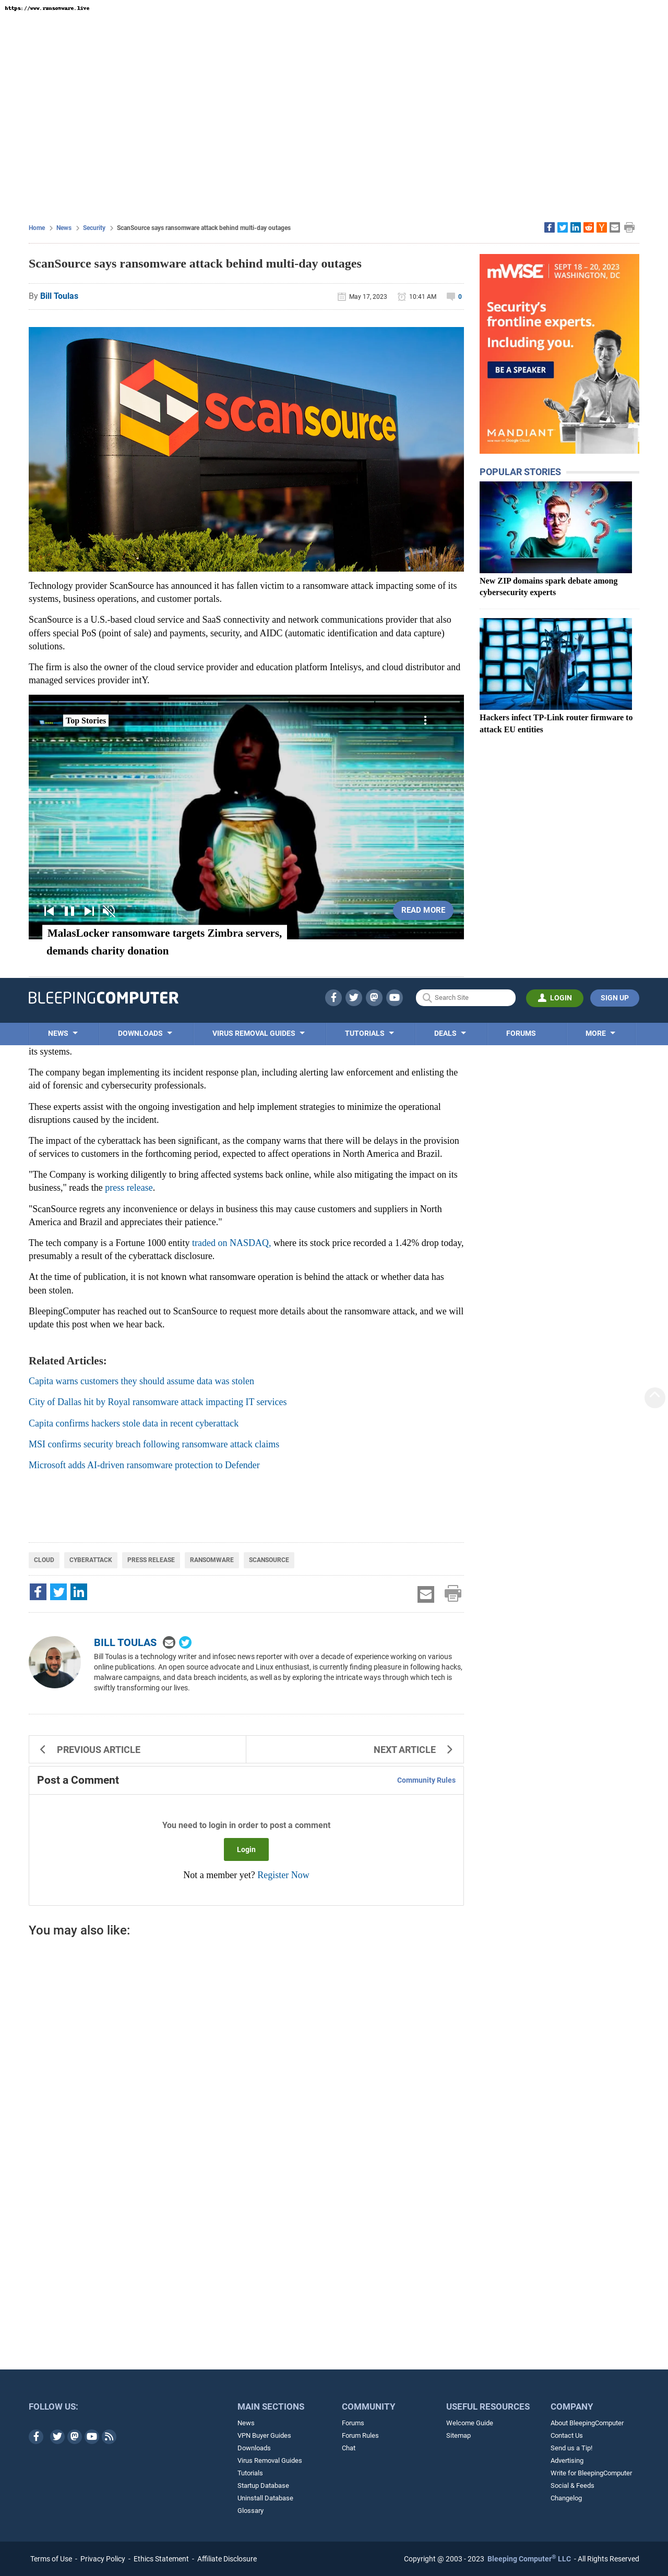 https://www.ransomware.live
Home > News > Security > ScanSource says ransomware attack behind multi-day outages
ScanSource says ransomware attack behind multi-day outages
By Bill Toulas
May 17, 2023
10:41 AM
0
scansource
Technology provider ScanSource has announced it has fallen victim to a ransomware attack impacting some of its
systems, business operations, and customer portals.
ScanSource is a U.S.-based cloud service and SaaS connectivity and network communications provider that also
offers special PoS (point of sale) and payments, security, and AIDC (automatic identification and data capture)
solutions.
The firm is also the owner of the cloud service provider and education platform Intelisys, and cloud distributor and
managed services provider intY.
Top Stories
READ MORE
MalasLocker ransomware targets Zimbra servers,
demands charity donation
mWISE
SEPT 18 – 20, 2023
WASHINGTON, DC
Security's
frontline experts.
Including you.
BE A SPEAKER
MANDIANT
NOW PART OF Google Cloud
POPULAR STORIES
New ZIP domains spark debate among
cybersecurity experts
Hackers infect TP-Link router firmware to
attack EU entities
BLEEPINGCOMPUTER
Search Site
LOGIN
SIGN UP
NEWS
DOWNLOADS
VIRUS REMOVAL GUIDES
TUTORIALS
DEALS
FORUMS
MORE
its systems.
The company began implementing its incident response plan, including alerting law enforcement and enlisting the
aid of forensic and cybersecurity professionals.
These experts assist with the ongoing investigation and help implement strategies to minimize the operational
disruptions caused by the incident.
The impact of the cyberattack has been significant, as the company warns that there will be delays in the provision
of services to customers in the forthcoming period, expected to affect operations in North America and Brazil.
"The Company is working diligently to bring affected systems back online, while also mitigating the impact on its
business," reads the press release.
"ScanSource regrets any inconvenience or delays in business this may cause customers and suppliers in North
America and Brazil and appreciates their patience."
The tech company is a Fortune 1000 entity traded on NASDAQ, where its stock price recorded a 1.42% drop today,
presumably a result of the cyberattack disclosure.
At the time of publication, it is not known what ransomware operation is behind the attack or whether data has
been stolen.
BleepingComputer has reached out to ScanSource to request more details about the ransomware attack, and we will
update this post when we hear back.
Related Articles:
Capita warns customers they should assume data was stolen
City of Dallas hit by Royal ransomware attack impacting IT services
Capita confirms hackers stole data in recent cyberattack
MSI confirms security breach following ransomware attack claims
Microsoft adds AI-driven ransomware protection to Defender
CLOUD
CYBERATTACK
PRESS RELEASE
RANSOMWARE
SCANSOURCE
BILL TOULAS
Bill Toulas is a technology writer and infosec news reporter with over a decade of experience working on various
online publications. An open source advocate and Linux enthusiast, is currently finding pleasure in following hacks,
malware campaigns, and data breach incidents, as well as by exploring the intricate ways through which tech is
swiftly transforming our lives.
PREVIOUS ARTICLE
NEXT ARTICLE
Post a Comment
Community Rules
You need to login in order to post a comment
Login
Not a member yet? Register Now
You may also like:
FOLLOW US:
MAIN SECTIONS
News
VPN Buyer Guides
Downloads
Virus Removal Guides
Tutorials
Startup Database
Uninstall Database
Glossary
COMMUNITY
Forums
Forum Rules
Chat
USEFUL RESOURCES
Welcome Guide
Sitemap
COMPANY
About BleepingComputer
Contact Us
Send us a Tip!
Advertising
Write for BleepingComputer
Social & Feeds
Changelog
Terms of Use - Privacy Policy - Ethics Statement - Affiliate Disclosure
Copyright @ 2003 - 2023 Bleeping Computer® LLC - All Rights Reserved